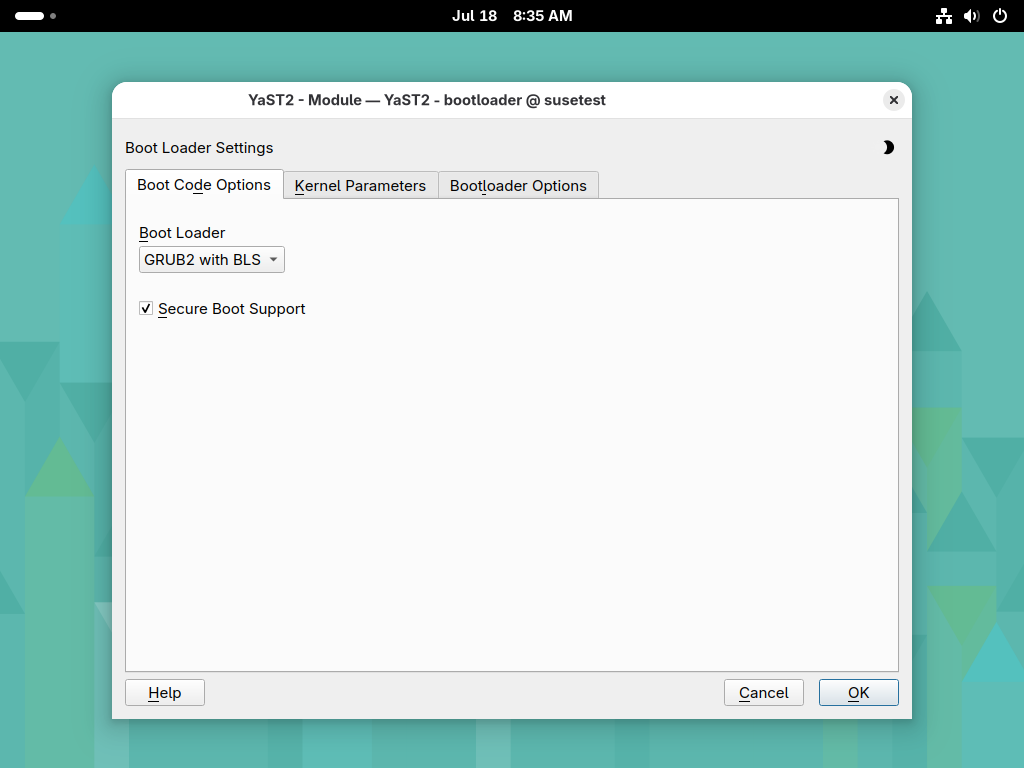 Jul 18 8:35 AM
YaST2 - Module — YaST2 - bootloader @ susetest
Boot Loader Settings
Boot Code Options Kernel Parameters Bootloader Options
Boot Loader
GRUB2 with BLS
Secure Boot Support
Help Cancel OK